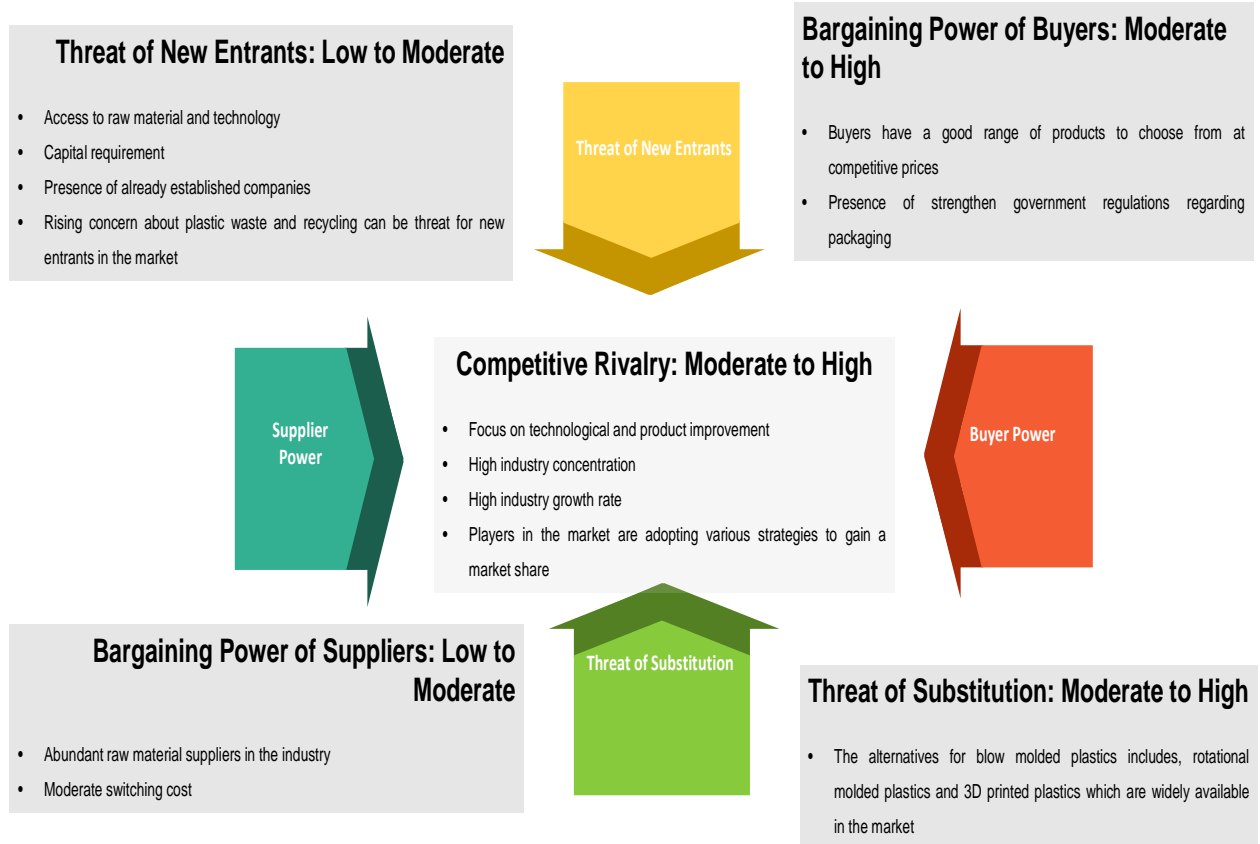 Threat of New Entrants: Low to Moderate
• Access to raw material and technology
• Capital requirement
• Presence of already established companies
• Rising concern about plastic waste and recycling can be threat for new
entrants in the market
Threat of New Entrants
Bargaining Power of Buyers: Moderate
to High
• Buyers have a good range of products to choose from at
competitive prices
• Presence of strengthen government regulations regarding
packaging
Supplier
Power
Competitive Rivalry: Moderate to High
• Focus on technological and product improvement
• High industry concentration
• High industry growth rate
• Players in the market are adopting various strategies to gain a
market share
Buyer Power
Bargaining Power of Suppliers: Low to
Moderate
• Abundant raw material suppliers in the industry
• Moderate switching cost
Threat of Substitution
Threat of Substitution: Moderate to High
• The alternatives for blow molded plastics includes, rotational
molded plastics and 3D printed plastics which are widely available
in the market